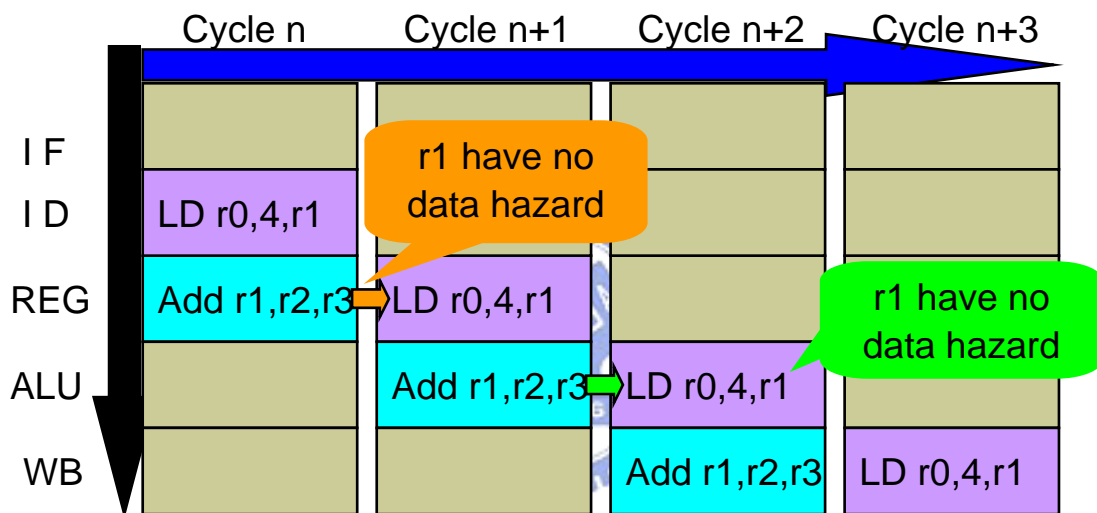 Cycle n Cycle n+1 Cycle n+2 Cycle n+3
I F
r1 have no
data hazard
I D LD r0,4,r1
REG Add r1,r2,r3 LD r0,4,r1
r1 have no
data hazard
ALU Add r1,r2,r3 LD r0,4,r1
WB Add r1,r2,r3 LD r0,4,r1